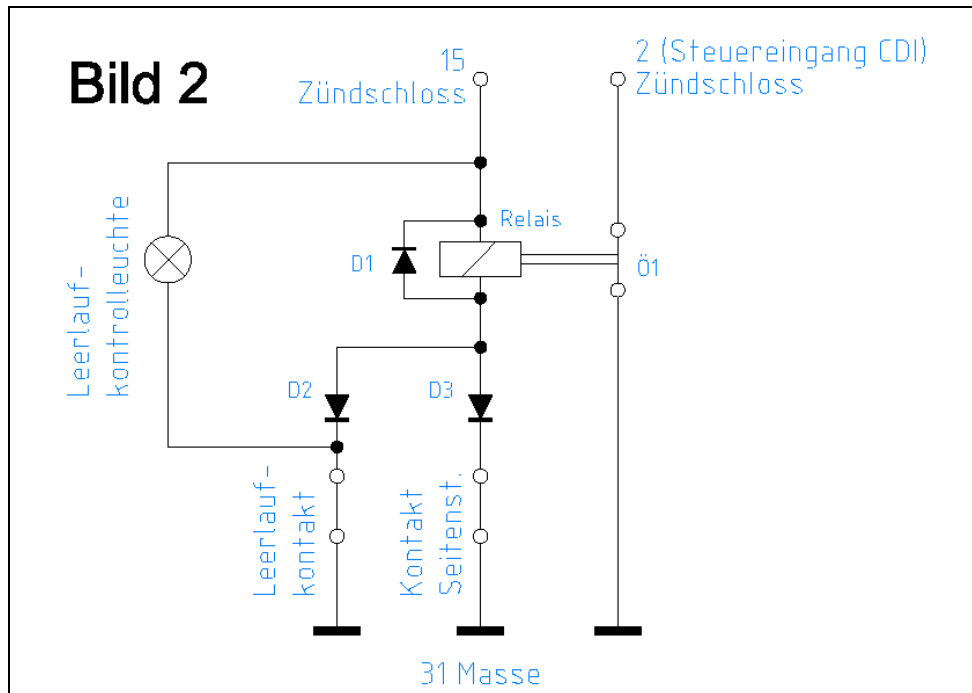 Bild 2
15
Zündschloss
2 (Steuereingang CDI)
Zündschloss
Leerlauf-
kontrolleuchte
D1
Relais
Ö1
D2
D3
Leerlauf-
kontakt
Kontakt
Seitenst.
31 Masse